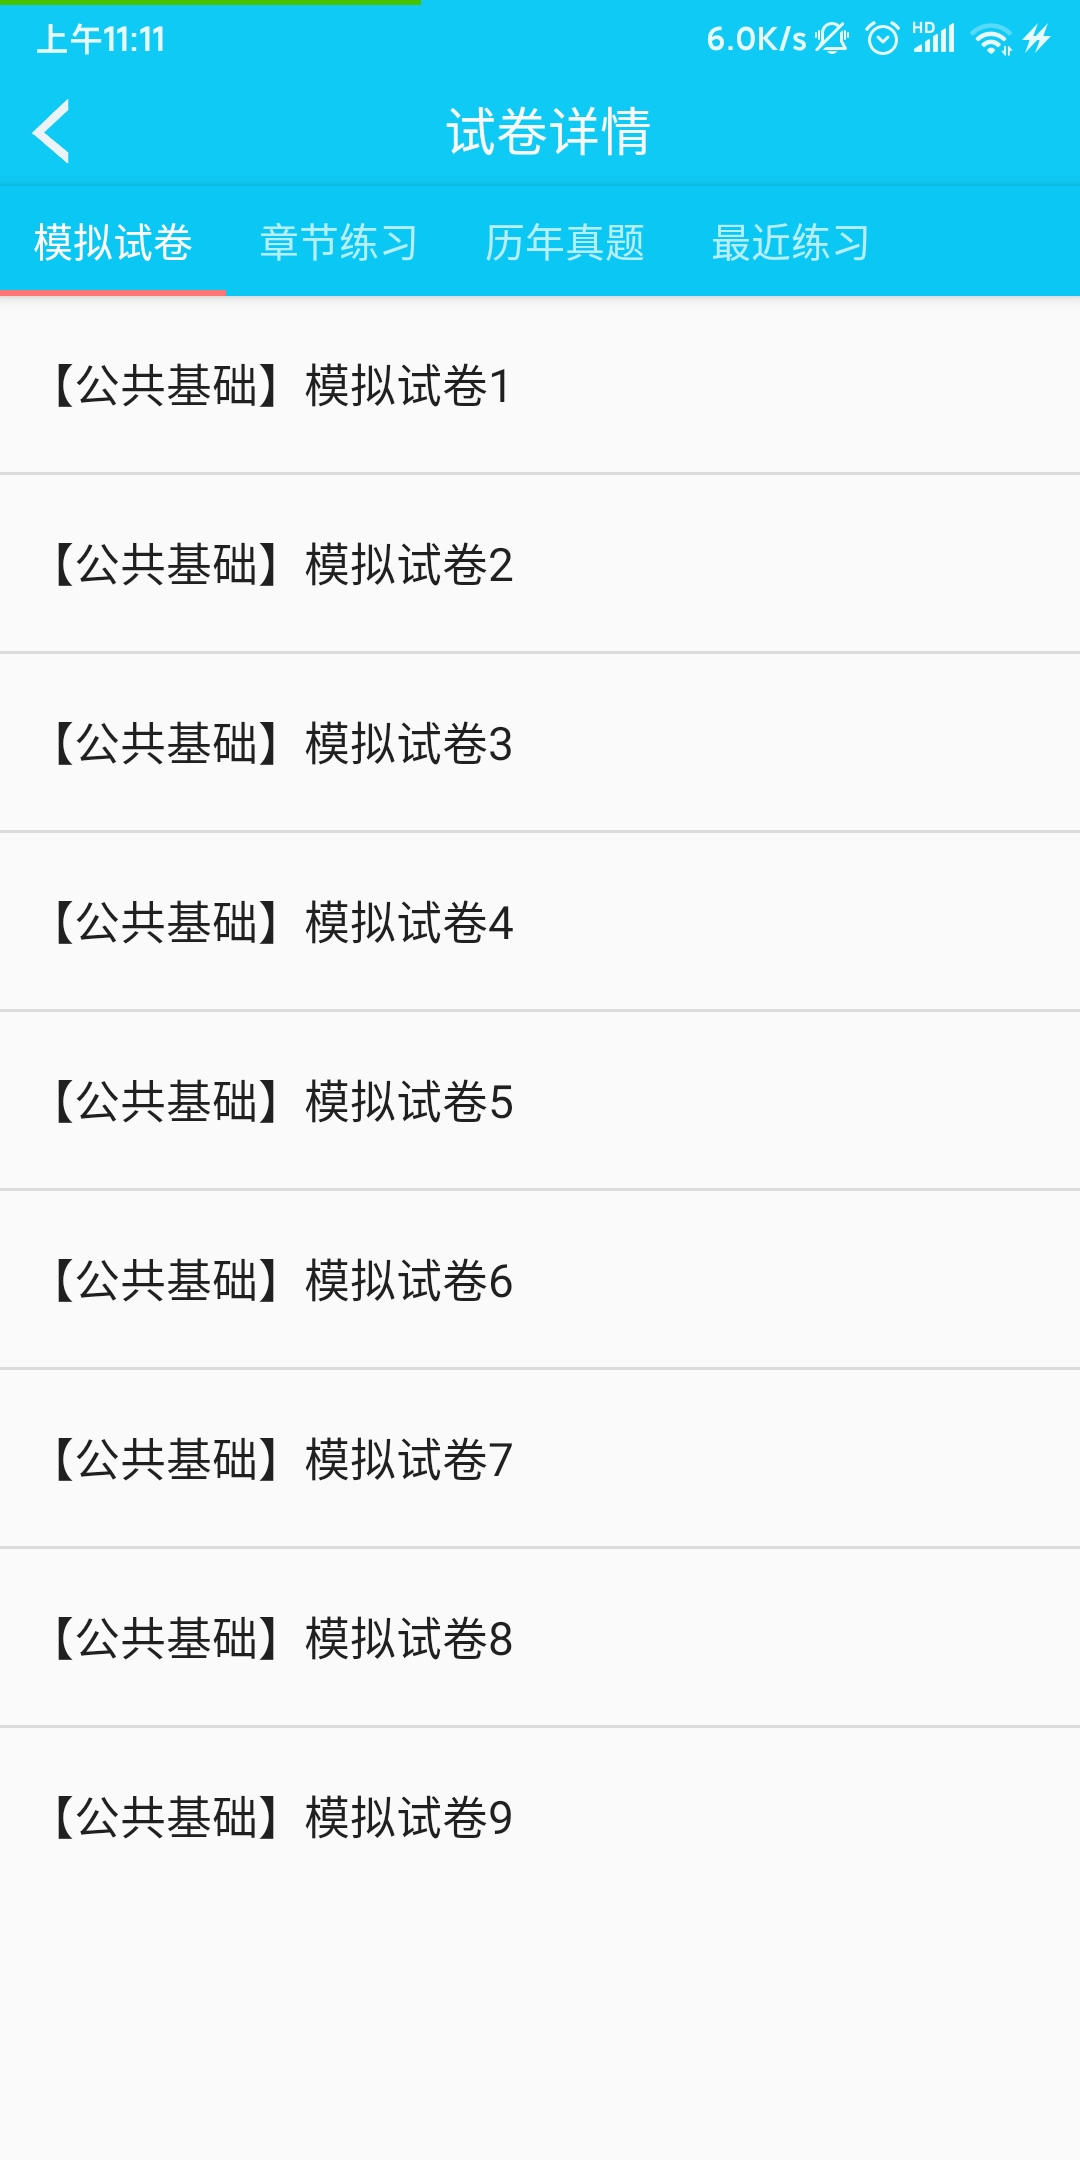 上午11:11 6.0K/s HD
试卷详情
模拟试卷 章节练习 历年真题 最近练习
【公共基础】模拟试卷1
【公共基础】模拟试卷2
【公共基础】模拟试卷3
【公共基础】模拟试卷4
【公共基础】模拟试卷5
【公共基础】模拟试卷6
【公共基础】模拟试卷7
【公共基础】模拟试卷8
【公共基础】模拟试卷9